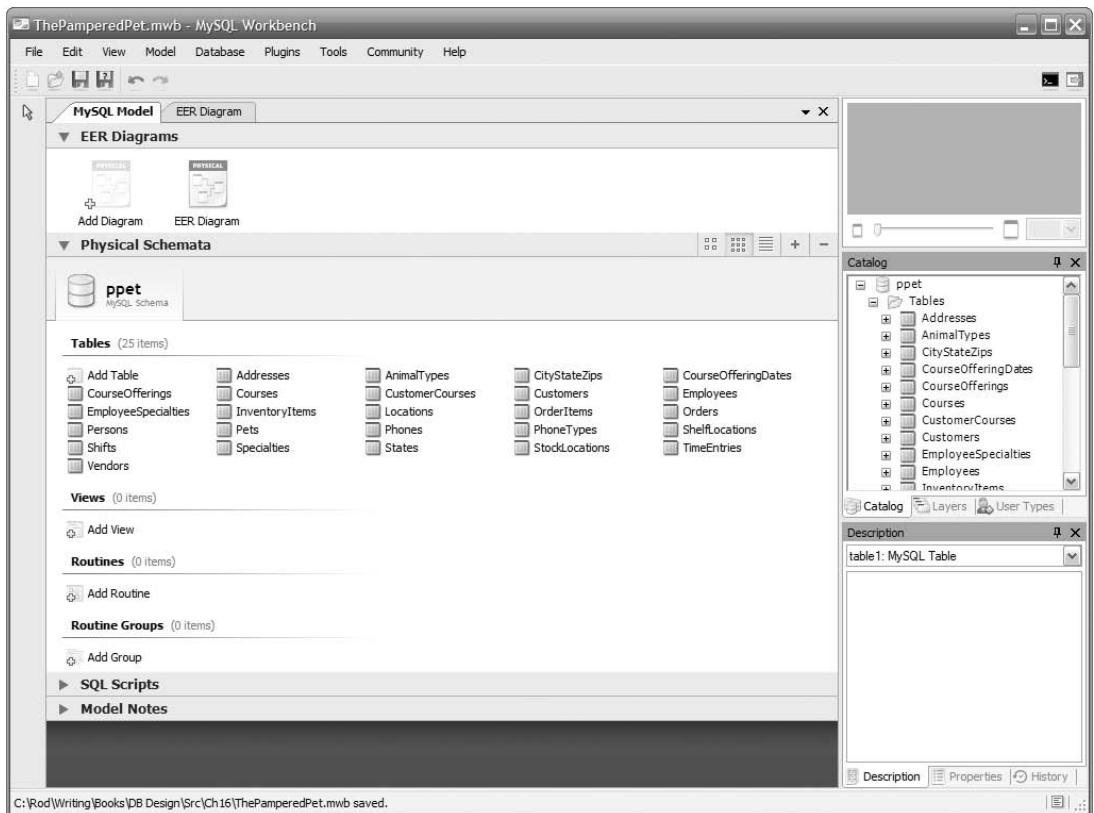 ThePamperedPet.mwb - MySQL Workbench
File Edit View Model Database Plugins Tools Community Help
MySQL Model EER Diagram
EER Diagrams
PHYSICAL PHYSICAL
Add Diagram EER Diagram
Physical Schemata
ppet
MySQL Schema
Tables (25 items)
Add Table Addresses AnimalTypes CityStateZips CourseOfferingDates
CourseOfferings Courses CustomerCourses Customers Employees
EmployeeSpecialties InventoryItems Locations OrderItems Orders
Persons Pets Phones PhoneTypes ShelfLocations
Shifts Specialties States StockLocations TimeEntries
Vendors
Views (0 items)
Add View
Routines (0 items)
Add Routine
Routine Groups (0 items)
Add Group
SQL Scripts
Model Notes
Catalog
ppet
Tables
Addresses
AnimalTypes
CityStateZips
CourseOfferingDates
CourseOfferings
Courses
CustomerCourses
Customers
EmployeeSpecialties
Employees
InventoryItems
Catalog Layers User Types
Description
table1: MySQL Table
Description Properties History
C:\Rod\Writing\Books\DB Design\Src\Ch16\ThePamperedPet.mwb saved.